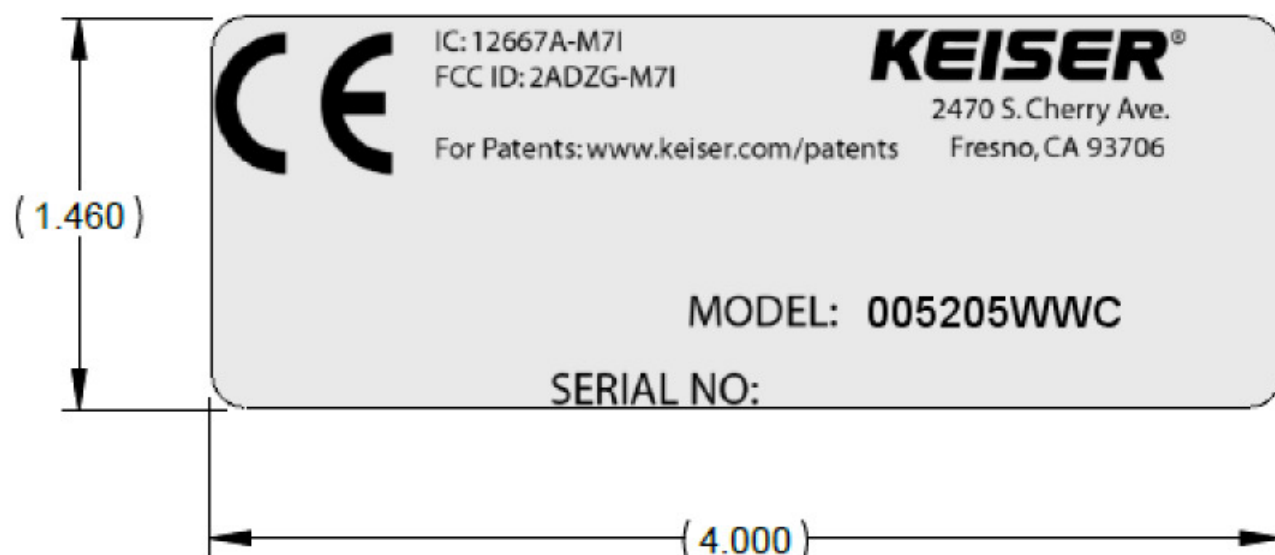 CE
IC: 12667A-M7I
FCC ID: 2ADZG-M7I
For Patents: www.keiser.com/patents
KEISER®
2470 S. Cherry Ave.
Fresno, CA 93706
( 1.460 )
MODEL: 005205WWC
SERIAL NO:
( 4.000 )